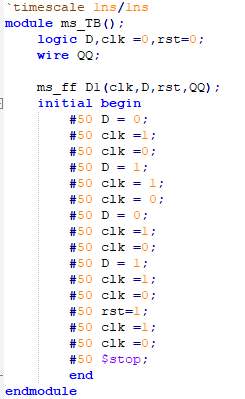 `timescale 1ns/1ns
module ms_TB();
logic D,clk =0,rst=0;
wire QQ;
ms_ff D1(clk,D,rst,QQ);
initial begin
#50 D = 0;
#50 clk =1;
#50 clk =0;
#50 D = 1;
#50 clk = 1;
#50 clk = 0;
#50 D = 0;
#50 clk =1;
#50 clk =0;
#50 D = 1;
#50 clk =1;
#50 clk =0;
#50 rst=1;
#50 clk =1;
#50 clk =0;
#50 $stop;
end
endmodule